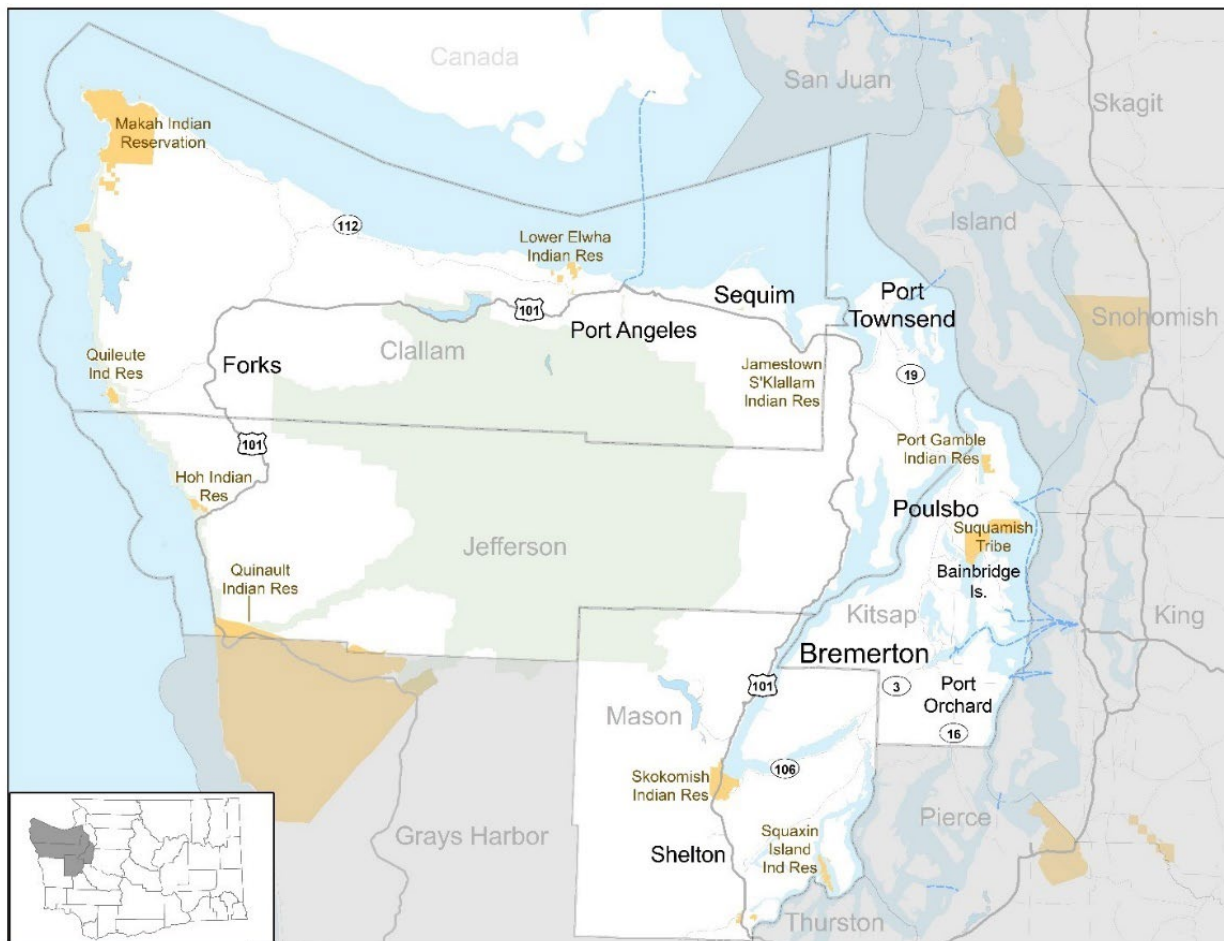 Canada
San Juan
Skagit
Makah Indian
Reservation
Island
112
Lower Elwha
Indian Res
Sequim
Port
Townsend
Snohomish
101
Port Angeles
Clallam
Quileute
Ind Res
Forks
Jamestown
S'Klallam
Indian Res
19
101
Port Gamble
Indian Res
Hoh Indian
Res
Poulsbo
Suquamish
Tribe
Jefferson
Bainbridge
Is.
Quinault
Indian Res
Kitsap
King
Bremerton
101
3
Port
Orchard
Mason
16
106
Skokomish
Indian Res
Pierce
Grays Harbor
Shelton
Squaxin
Island
Ind Res
Thurston